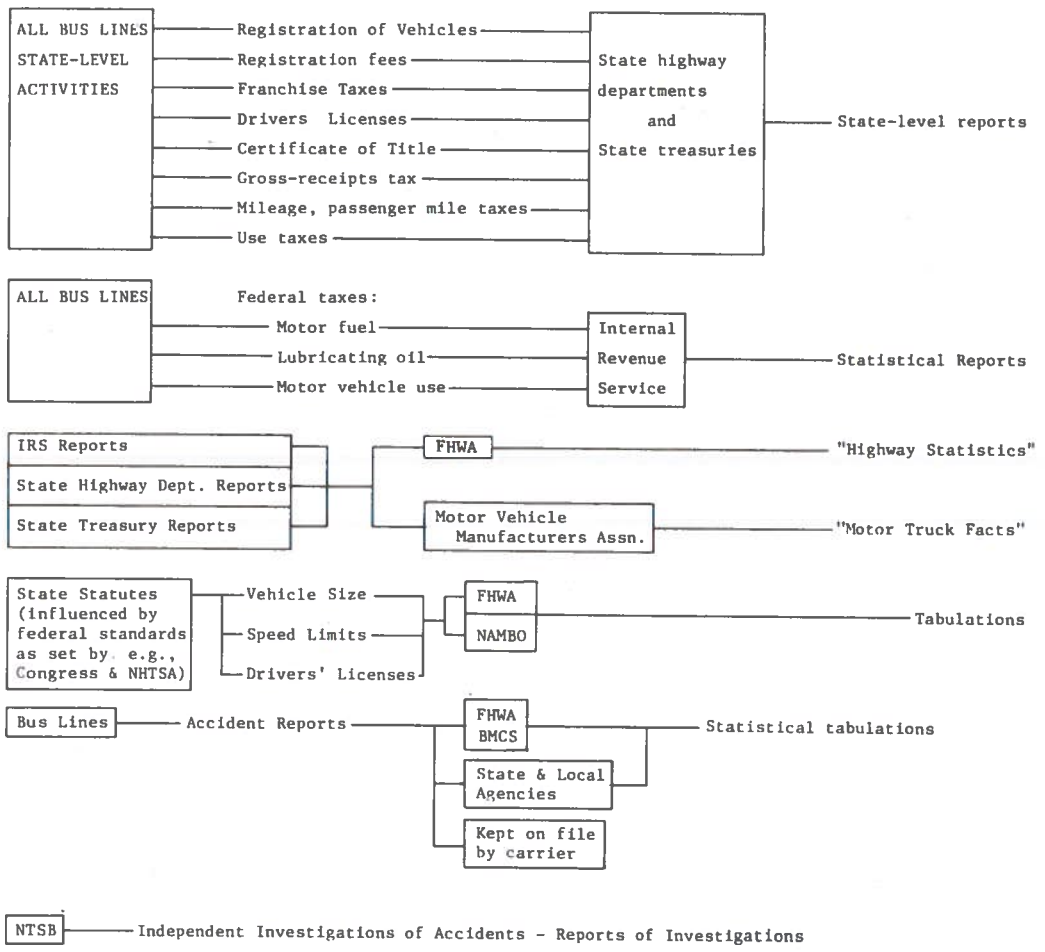 ALL BUS LINES
STATE-LEVEL
ACTIVITIES
Registration of Vehicles
Registration fees
Franchise Taxes
Drivers Licenses
Certificate of Title
Gross-receipts tax
Mileage, passenger mile taxes
Use taxes
State highway
departments
and
State treasuries
State-level reports
ALL BUS LINES
Federal taxes:
Motor fuel
Lubricating oil
Motor vehicle use
Internal
Revenue
Service
Statistical Reports
IRS Reports
State Highway Dept. Reports
State Treasury Reports
FHWA
"Highway Statistics"
Motor Vehicle
Manufacturers Assn.
"Motor Truck Facts"
State Statutes
(influenced by
federal standards
as set by. e.g.,
Congress & NHTSA)
Vehicle Size
Speed Limits
Drivers' Licenses
FHWA
NAMBO
Tabulations
Bus Lines
Accident Reports
FHWA
BMCS
Statistical tabulations
State & Local
Agencies
Kept on file
by carrier
NTSB
Independent Investigations of Accidents - Reports of Investigations